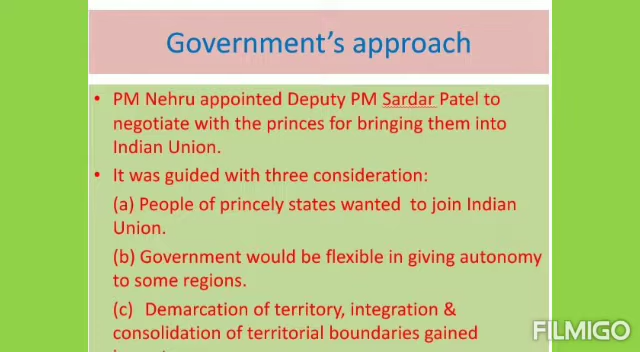 Government's approach
• PM Nehru appointed Deputy PM Sardar Patel to
negotiate with the princes for bringing them into
Indian Union.
• It was guided with three consideration:
(a) People of princely states wanted to join Indian
Union.
(b) Government would be flexible in giving autonomy
to some regions.
(c) Demarcation of territory, integration &
consolidation of territorial boundaries gained
FILMIGO